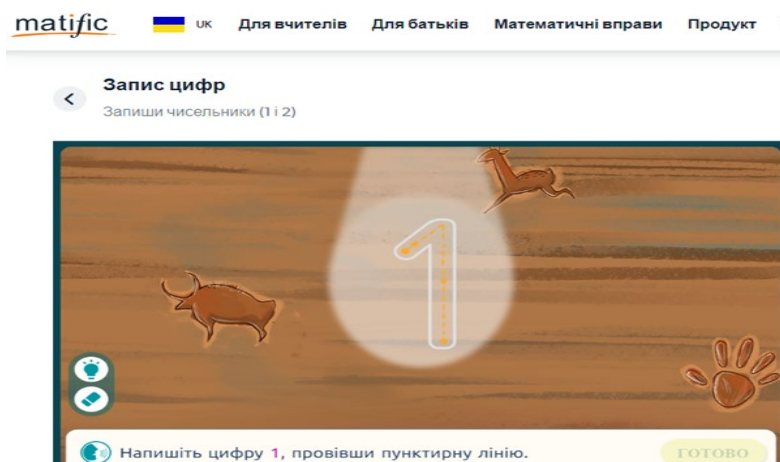 matific UK Для вчителів Для батьків Математичні вправи Продукт
Запис цифр
Запиши чисельники (1 і 2)
1
Напишіть цифру 1, провівши пунктирну лінію. ГОТОВО